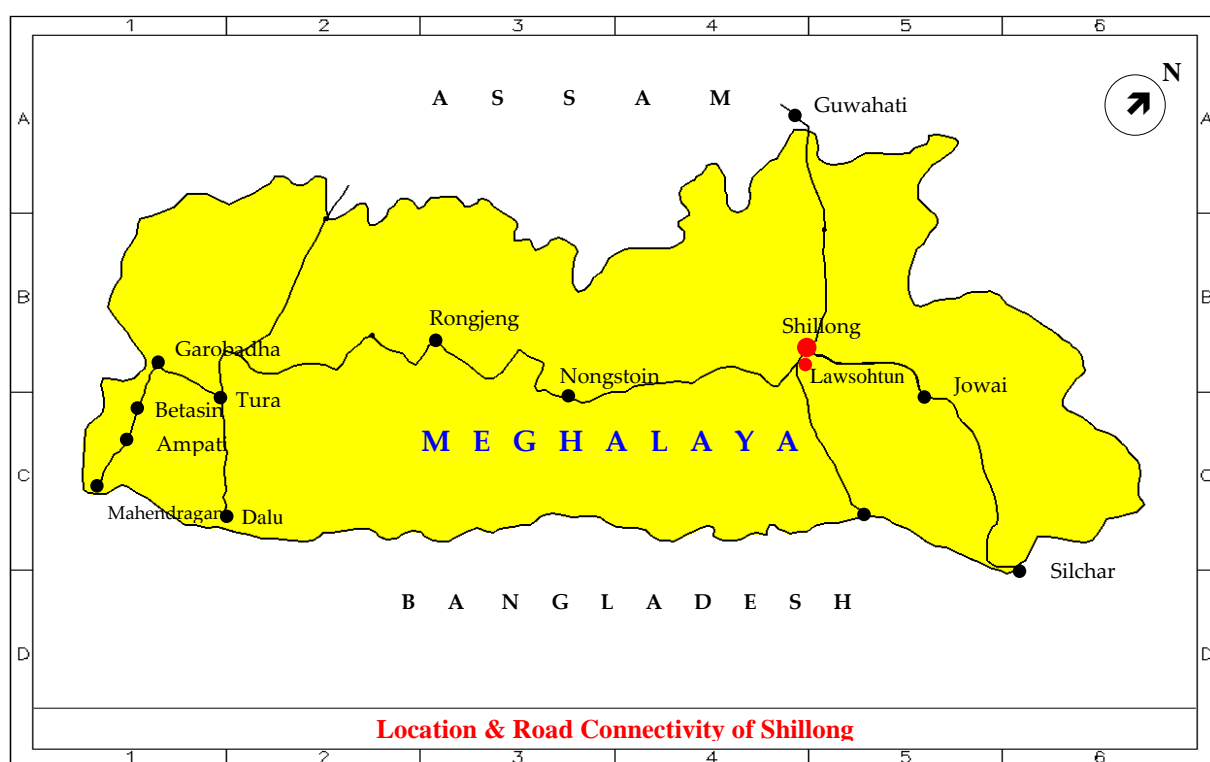 1 2 3 4 5 6
N
A S S A M
Guwahati
A A
B B
Rongjeng
Shillong
Garobadha
Nongstoin
Lawsohtun
Jowai
Tura
Betasin
M E G H A L A Y A
Ampati
C C
Mahendragan
Dalu
Silchar
B A N G L A D E S H
D D
Location & Road Connectivity of Shillong
1 2 3 4 5 6